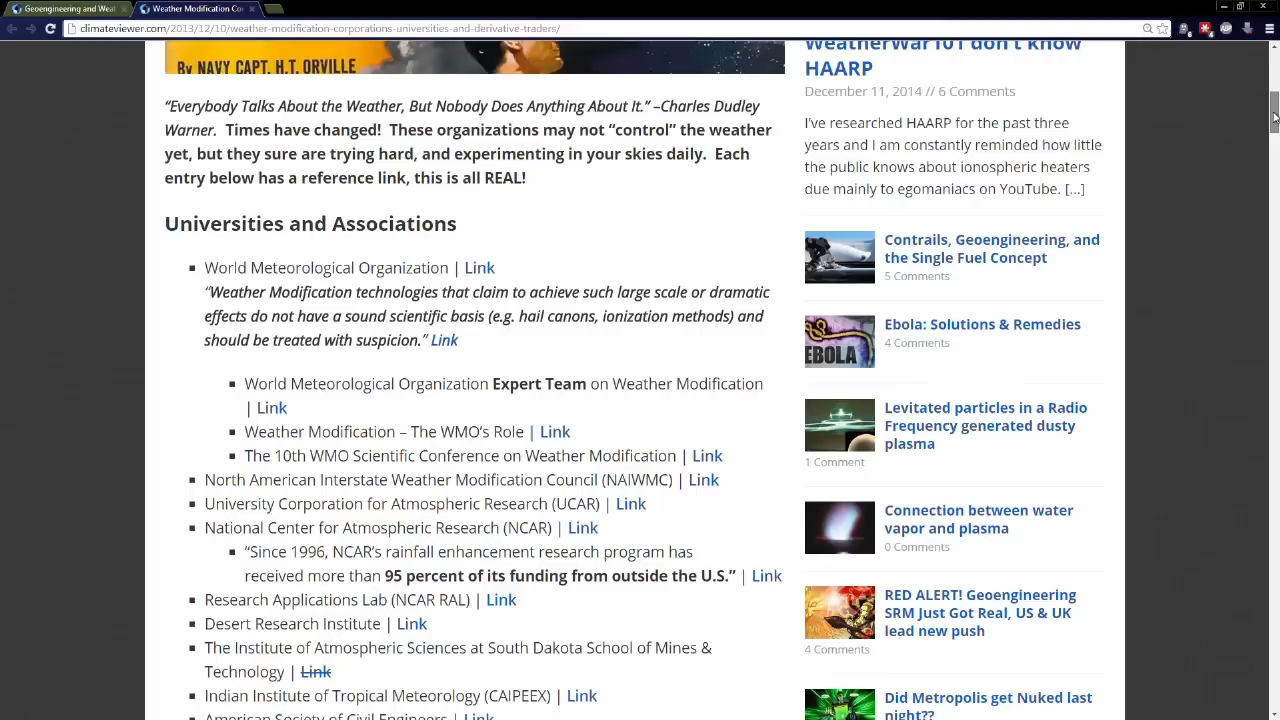 Geoengineering and Weat
Weather Modification Co
climateviewer.com/2013/12/10/weather-modification-corporations-universities-and-derivative-traders/
By NAVY CAPT. H.T. ORVILLE
“Everybody Talks About the Weather, But Nobody Does Anything About It.” –Charles Dudley
Warner.  Times have changed!  These organizations may not “control” the weather
yet, but they sure are trying hard, and experimenting in your skies daily.  Each
entry below has a reference link, this is all REAL!
Universities and Associations
World Meteorological Organization | Link
“Weather Modification technologies that claim to achieve such large scale or dramatic
effects do not have a sound scientific basis (e.g. hail canons, ionization methods) and
should be treated with suspicion.” Link
World Meteorological Organization Expert Team on Weather Modification
| Link
Weather Modification – The WMO’s Role | Link
The 10th WMO Scientific Conference on Weather Modification | Link
North American Interstate Weather Modification Council (NAIWMC) | Link
University Corporation for Atmospheric Research (UCAR) | Link
National Center for Atmospheric Research (NCAR) | Link
“Since 1996, NCAR’s rainfall enhancement research program has
received more than 95 percent of its funding from outside the U.S.” | Link
Research Applications Lab (NCAR RAL) | Link
Desert Research Institute | Link
The Institute of Atmospheric Sciences at South Dakota School of Mines &
Technology | Link
Indian Institute of Tropical Meteorology (CAIPEEX) | Link
American Society of Civil Engineers | Link
WeatherWar101 don't know
HAARP
December 11, 2014 // 6 Comments
I’ve researched HAARP for the past three
years and I am constantly reminded how little
the public knows about ionospheric heaters
due mainly to egomaniacs on YouTube. [...]
Contrails, Geoengineering, and
the Single Fuel Concept
5 Comments
EBOLA
Ebola: Solutions & Remedies
4 Comments
Levitated particles in a Radio
Frequency generated dusty
plasma
1 Comment
Connection between water
vapor and plasma
0 Comments
RED ALERT! Geoengineering
SRM Just Got Real, US & UK
lead new push
4 Comments
Did Metropolis get Nuked last
night??